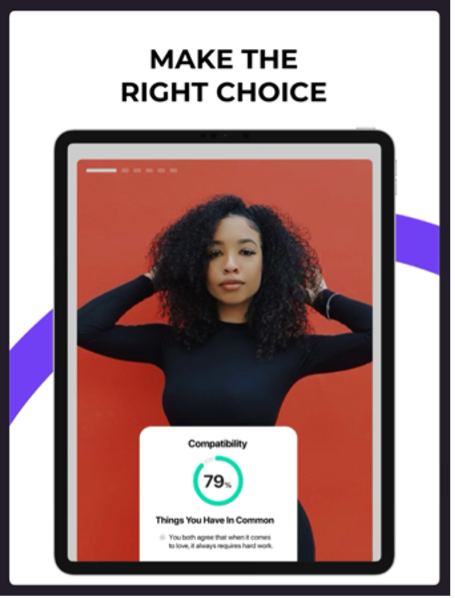 MAKE THE
RIGHT CHOICE
Compatibility
79%
Things You Have In Common
You both agree that when it comes
to love, it always requires hard work.